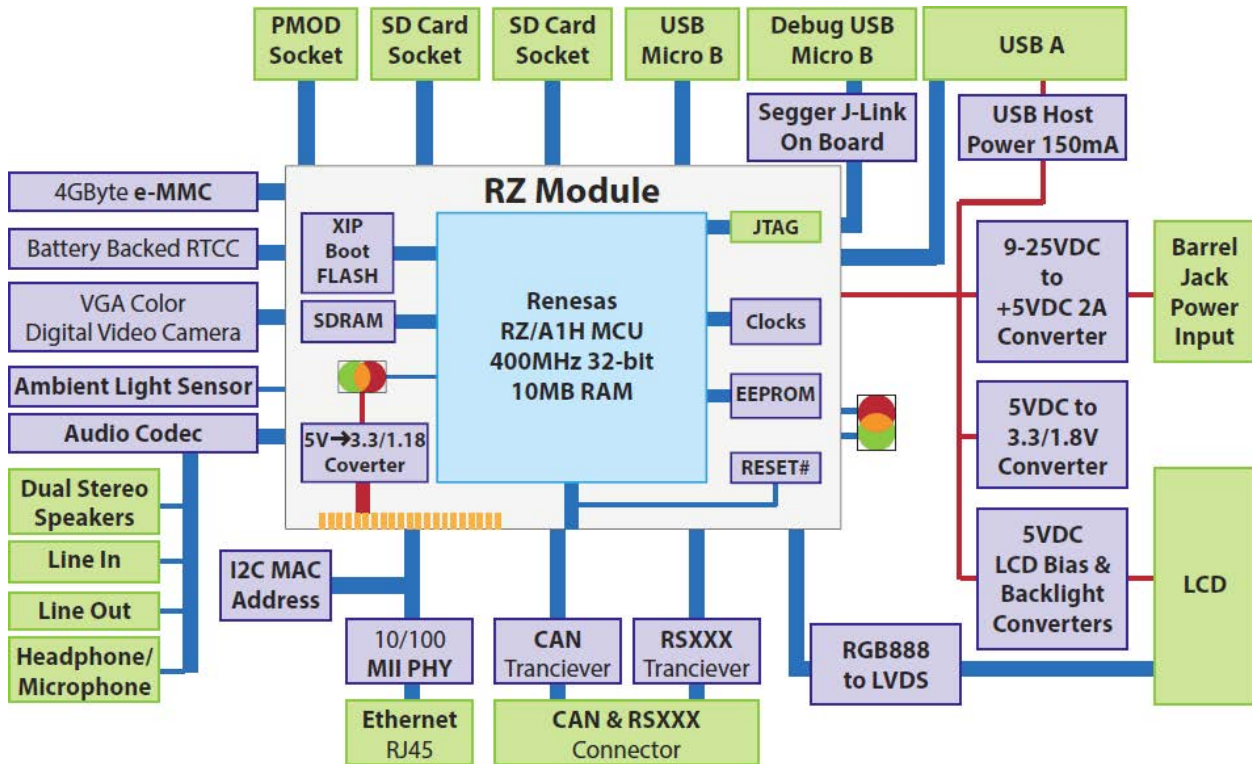 PMOD
Socket
SD Card
Socket
SD Card
Socket
USB
Micro B
Debug USB
Micro B
USB A
Segger J-Link
On Board
USB Host
Power 150mA
RZ Module
4GByte e-MMC
Battery Backed RTCC
VGA Color
Digital Video Camera
Ambient Light Sensor
Audio Codec
Dual Stereo
Speakers
Line In
Line Out
Headphone/
Microphone
XIP
Boot
FLASH
SDRAM
5V→3.3/1.18
Coverter
Renesas
RZ/A1H MCU
400MHz 32-bit
10MB RAM
JTAG
Clocks
EEPROM
RESET#
9-25VDC
to
+5VDC 2A
Converter
Barrel
Jack
Power
Input
5VDC to
3.3/1.8V
Converter
5VDC
LCD Bias &
Backlight
Converters
LCD
I2C MAC
Address
10/100
MII PHY
CAN
Tranciever
RSXXX
Tranciever
RGB888
to LVDS
Ethernet
RJ45
CAN & RSXXX
Connector